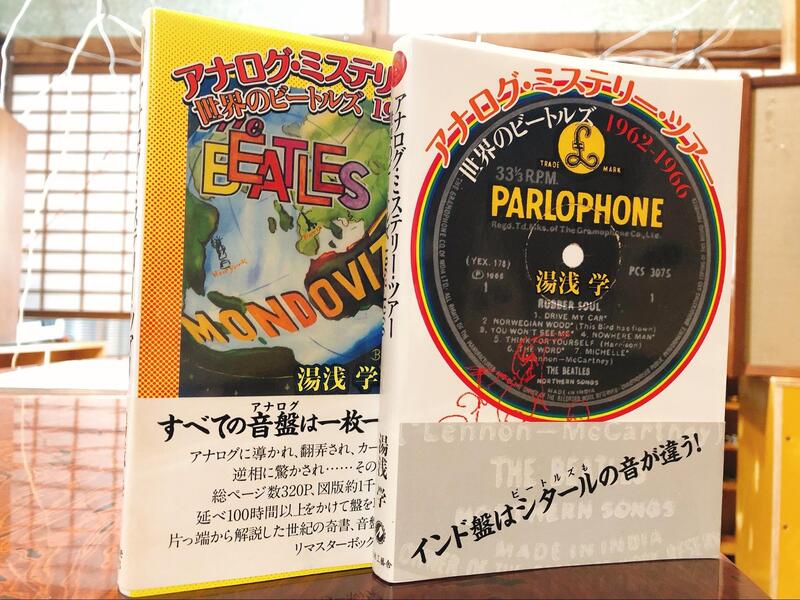 アナログ・ミステリ
世界のビートルズ 19
The
BEATLES
New York
MONDOVI
湯浅 学
アナログ
すべての音盤は一枚一
アナログに導かれ、翻弄され、カー
逆相に驚かされ……その
総ページ数320P、図版約1千
延べ100時間以上をかけて盤を
片っ端から解説した世紀の奇書、音盤
リマスターボック
アナログ・ミステリー・ツアー
湯浅 学
アナログ・ミステリー・ツアー
世界のビートルズ 1962-1966
TRADE MARK
33⅓ R.P.M.
PARLOPHONE
Regd. Td. Mks. of The Gramophone Co., Ltd.
湯浅 学
(YEX. 178)
℗ 1966
1
PCS 3075
1
RUBBER SOUL
1. DRIVE MY CAR*
2. NORWEGIAN WOOD* (This Bird has flown)
3. YOU WON'T SEE ME* 4. NOWHERE MAN*
5. THINK FOR YOURSELF (Harrison)
6. THE WORD* 7. MICHELLE*
(*Lennon—McCartney)
THE BEATLES
NORTHERN SONGS
MADE IN INDIA
(Lennon—McCartney)
THE BEATLES
NORTHERN SONGS
MADE IN INDIA
ビートルズも
インド盤はシタールの音が違う!